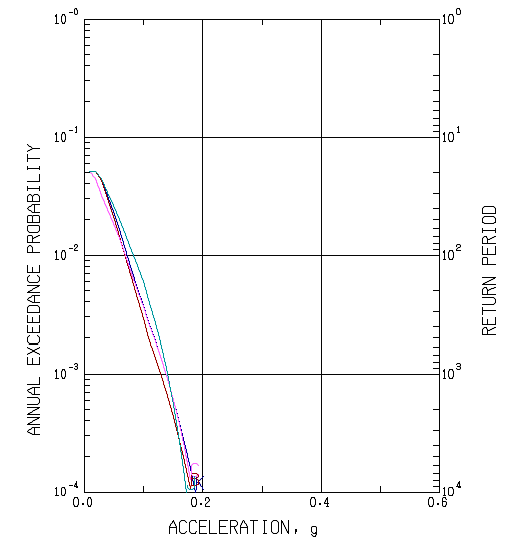 10⁻⁰ 10⁰
10⁻¹ 10¹
10⁻² 10²
10⁻³ 10³
10⁻⁴ 10⁴
0.0 0.2 0.4 0.6
ACCELERATION, g
ANNUAL EXCEEDANCE PROBABILITY
RETURN PERIOD